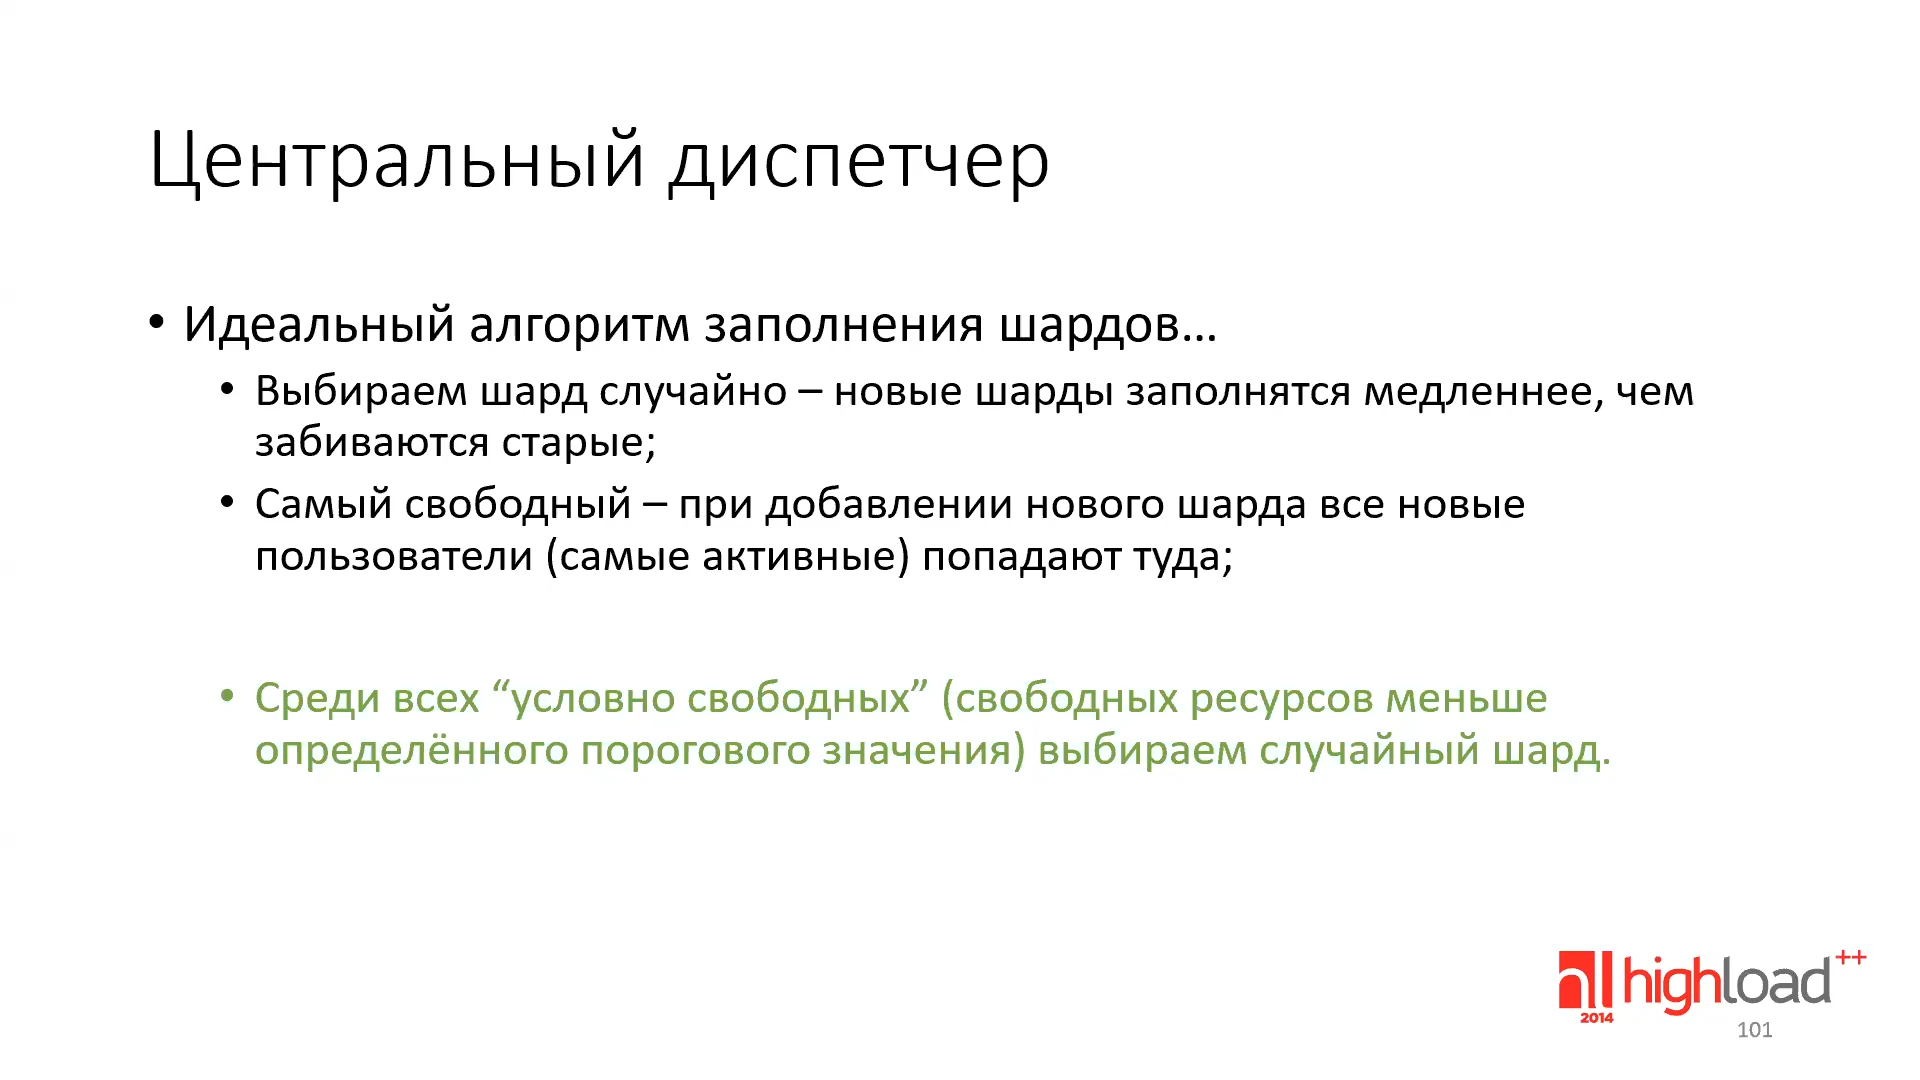 Центральный диспетчер
• Идеальный алгоритм заполнения шардов…
• Выбираем шард случайно – новые шарды заполнятся медленнее, чем
забиваются старые;
• Самый свободный – при добавлении нового шарда все новые
пользователи (самые активные) попадают туда;
• Среди всех “условно свободных” (свободных ресурсов меньше
определённого порогового значения) выбираем случайный шард.
highload++
2014
101